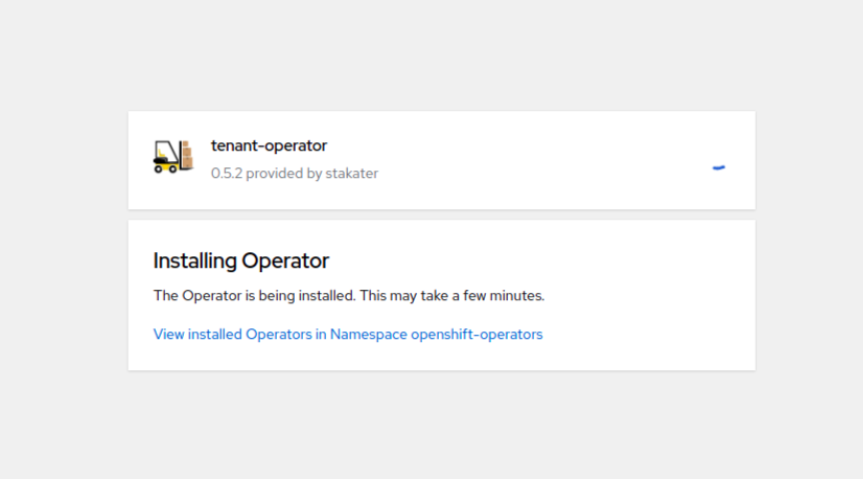 tenant-operator
0.5.2 provided by stakater
Installing Operator
The Operator is being installed. This may take a few minutes.
View installed Operators in Namespace openshift-operators